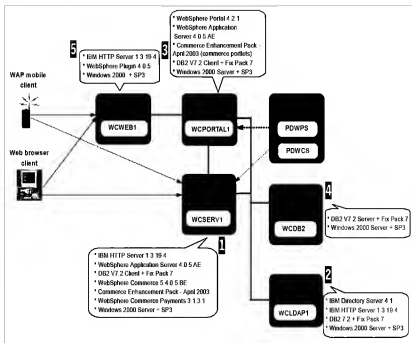 WebSphere Portal 4 2 1
WebSphere Application
Server 4 0 5 AE
Commerce Enhancement Pack -
April 2003 (commerce portlets)
DB2 V7 2 Client + Fix Pack 7
Windows 2000 Server + SP3
5
IBM HTTP Server 1 3 19 4
WebSphere Plugin 4 0 5
Windows 2000 + SP3
3
WAP mobile
client
WCWEB1
WCPORTAL1
PDWPS
PDWCS
Web browser
client
WCSERV1
1
4
DB2 V7 2 Server + Fix Pack 7
Windows 2000 Server + SP3
WCDB2
IBM HTTP Server 1 3 19 4
WebSphere Application Server 4 0 5 AE
DB2 V7 2 Client + Fix Pack 7
WebSphere Commerce 5 4 0 5 BE
Commerce Enhancement Pack - April 2003
WebSphere Commerce Payments 3 1 3 1
Windows 2000 Server + SP3
2
IBM Directory Server 4 1
IBM HTTP Server 1 3 19 4
DB2 7 2 + Fix Pack 7
Windows 2000 Server + SP3
WCLDAP1